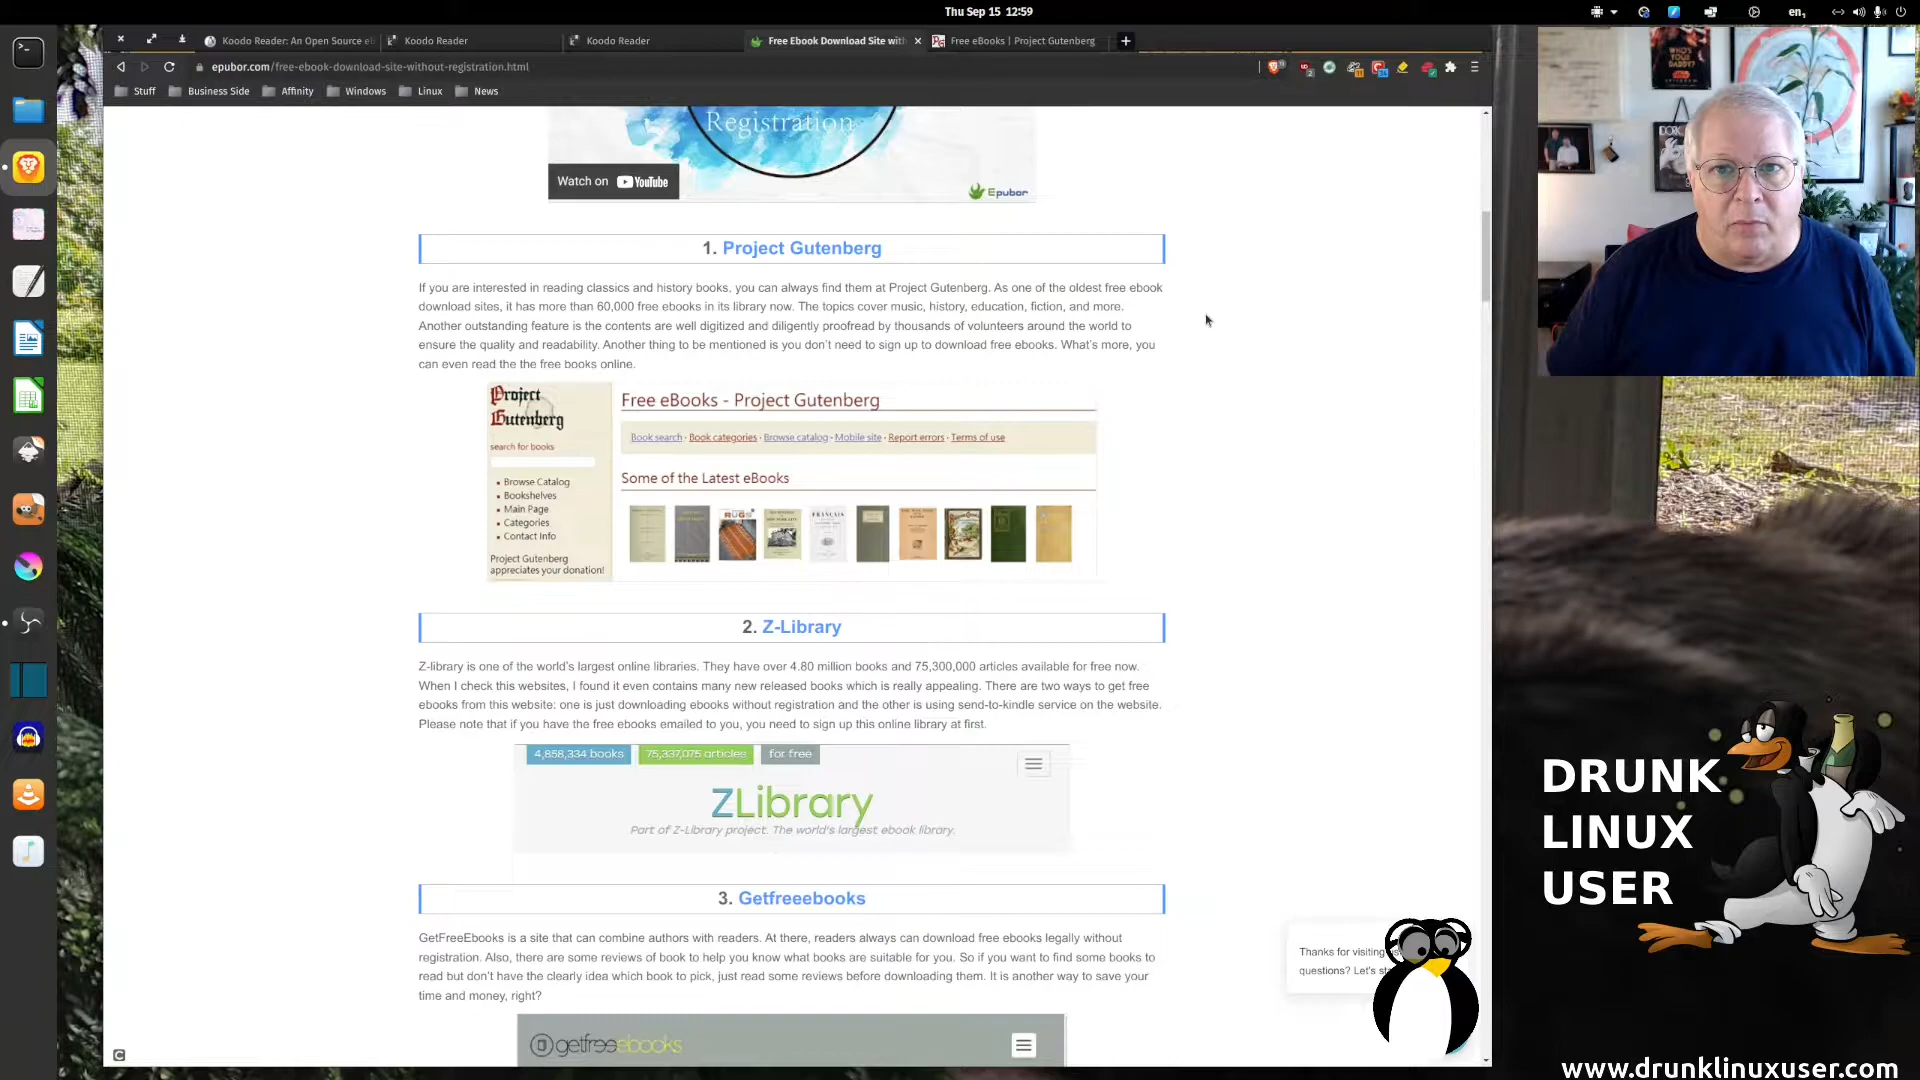 Thu Sep 15 12:59
en
Koodo Reader: An Open Source eB
Koodo Reader
Koodo Reader
Free Ebook Download Site with
Free eBooks | Project Gutenberg
epubor.com/free-ebook-download-site-without-registration.html
Stuff
Business Side
Affinity
Windows
Linux
News
Registration
Watch on YouTube
Epubor
1. Project Gutenberg
If you are interested in reading classics and history books, you can always find them at Project Gutenberg. As one of the oldest free ebook
download sites, it has more than 60,000 free ebooks in its library now. The topics cover music, history, education, fiction, and more.
Another outstanding feature is the contents are well digitized and diligently proofread by thousands of volunteers around the world to
ensure the quality and readability. Another thing to be mentioned is you don't need to sign up to download free ebooks. What's more, you
can even read the the free books online.
Project
Gutenberg
search for books
Browse Catalog
Bookshelves
Main Page
Categories
Contact Info
Project Gutenberg
appreciates your donation!
Free eBooks - Project Gutenberg
Book search · Book categories · Browse catalog · Mobile site · Report errors · Terms of use
Some of the Latest eBooks
RUGS
FRANÇAIS
2. Z-Library
Z-library is one of the world's largest online libraries. They have over 4.80 million books and 75,300,000 articles available for free now.
When I check this websites, I found it even contains many new released books which is really appealing. There are two ways to get free
ebooks from this website: one is just downloading ebooks without registration and the other is using send-to-kindle service on the website.
Please note that if you have the free ebooks emailed to you, you need to sign up this online library at first.
4,858,334 books
75,337,075 articles
for free
ZLibrary
Part of Z-Library project. The world's largest ebook library.
3. Getfreeebooks
GetFreeEbooks is a site that can combine authors with readers. At there, readers always can download free ebooks legally without
registration. Also, there are some reviews of book to help you know what books are suitable for you. So if you want to find some books to
read but don't have the clearly idea which book to pick, just read some reviews before downloading them. It is another way to save your
time and money, right?
getfreeebooks
Thanks for visiting
questions? Let's
WHO'S
YOUR
DADDY?
DRUNK
LINUX
USER
www.drunklinuxuser.com